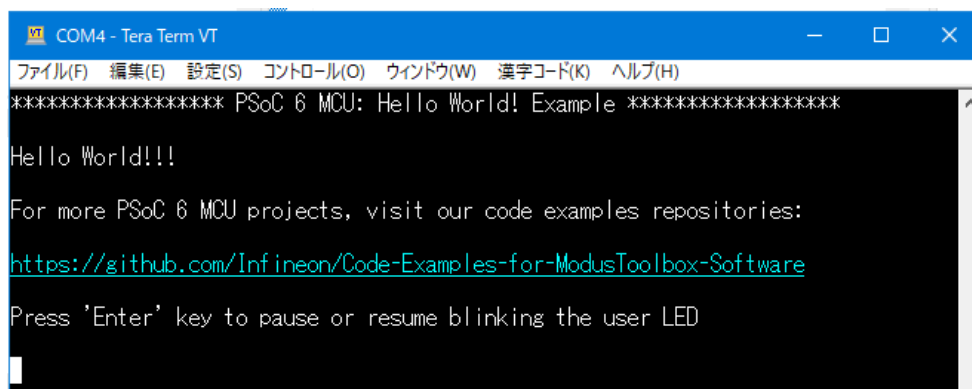 COM4 - Tera Term VT
ファイル(F) 編集(E) 設定(S) コントロール(O) ウィンドウ(W) 漢字コード(K) ヘルプ(H)
****************** PSoC 6 MCU: Hello World! Example ******************
Hello World!!!
For more PSoC 6 MCU projects, visit our code examples repositories:
https://github.com/Infineon/Code-Examples-for-ModusToolbox-Software
Press 'Enter' key to pause or resume blinking the user LED